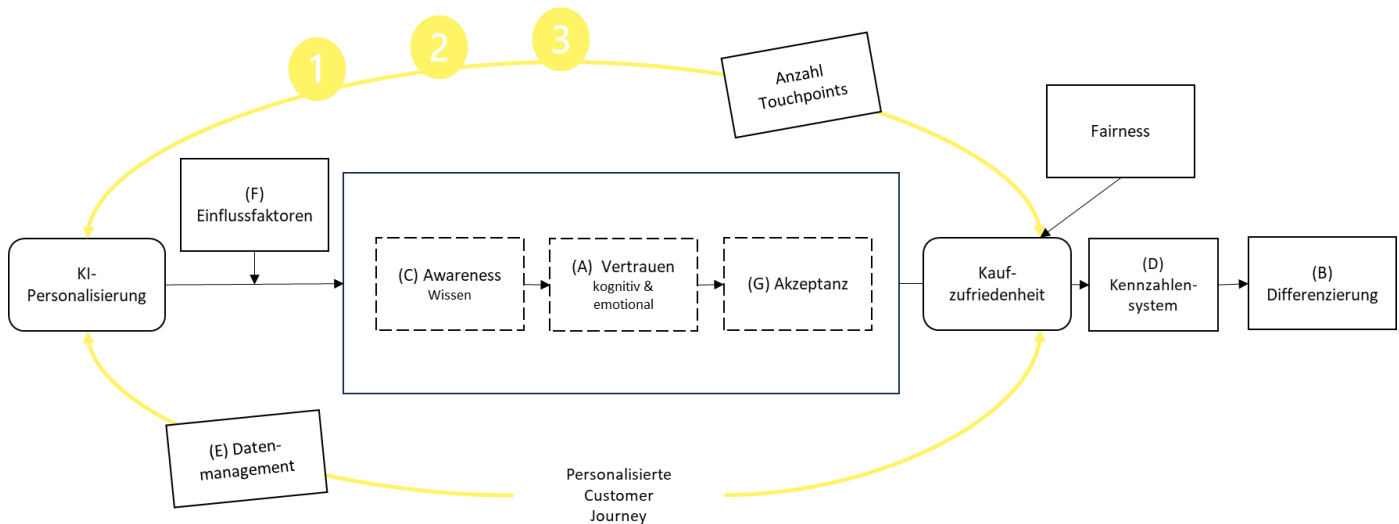 1
2
3
Anzahl
Touchpoints
Fairness
(F)
Einflussfaktoren
KI-
Personalisierung
(C) Awareness
Wissen
(A) Vertrauen
kognitiv &
emotional
(G) Akzeptanz
Kauf-
zufriedenheit
(D)
Kennzahlen-
system
(B)
Differenzierung
(E) Daten-
management
Personalisierte
Customer
Journey